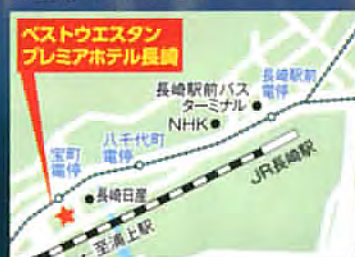 ベストウエスタン
プレミアホテル長崎
長崎駅前バス
ターミナル
長崎駅前
電停
NHK
八千代町
電停
宝町
電停
長崎日産
JR長崎駅
至浦上駅